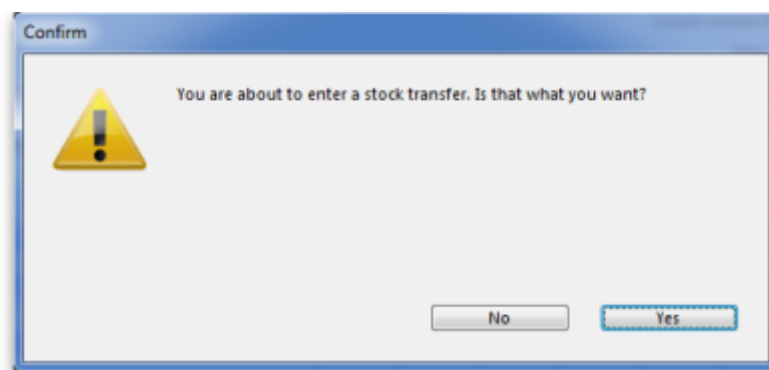 Confirm
You are about to enter a stock transfer. Is that what you want?
No
Yes